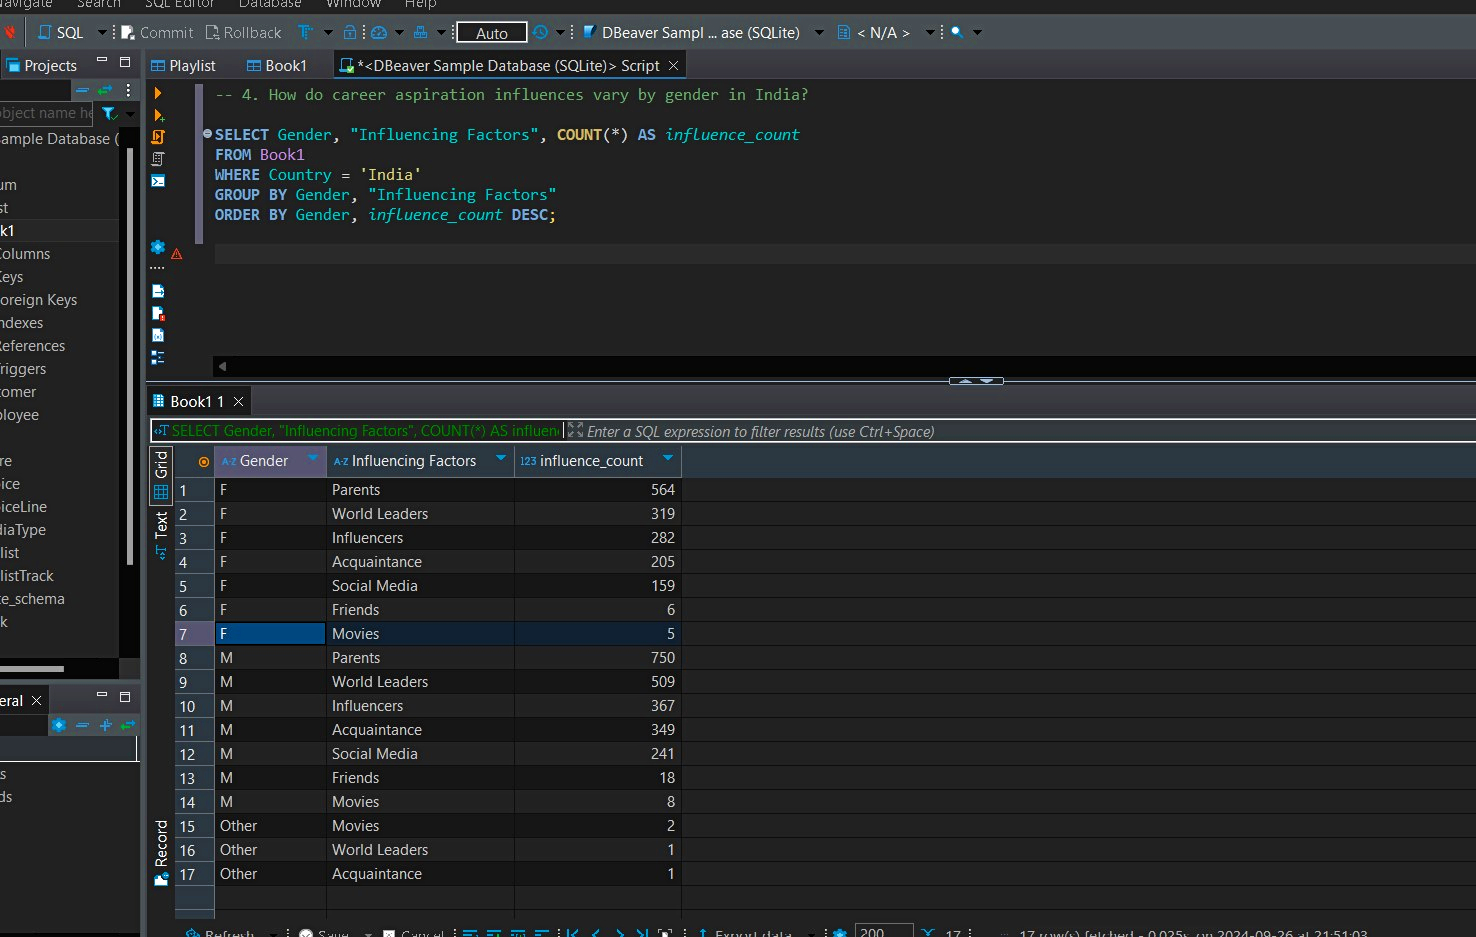 Navigate Search SQL Editor Database Window Help
SQL Commit Rollback Auto DBeaver Sampl ... ase (SQLite) < N/A >
Projects
Playlist Book1 *<DBeaver Sample Database (SQLite)> Script
object name he
ample Database (
um
st
k1
Columns
Keys
oreign Keys
ndexes
References
riggers
tomer
ployee
re
ice
iceLine
diaType
list
listTrack
te_schema
k
eral
s
ds
-- 4. How do career aspiration influences vary by gender in India?
SELECT Gender, "Influencing Factors", COUNT(*) AS influence_count
FROM Book1
WHERE Country = 'India'
GROUP BY Gender, "Influencing Factors"
ORDER BY Gender, influence_count DESC;
Book1 1
SELECT Gender, "Influencing Factors", COUNT(*) AS influen Enter a SQL expression to filter results (use Ctrl+Space)
Grid
Text
Record
A-Z Gender A-Z Influencing Factors 123 influence_count
1 F Parents 564
2 F World Leaders 319
3 F Influencers 282
4 F Acquaintance 205
5 F Social Media 159
6 F Friends 6
7 F Movies 5
8 M Parents 750
9 M World Leaders 509
10 M Influencers 367
11 M Acquaintance 349
12 M Social Media 241
13 M Friends 18
14 M Movies 8
15 Other Movies 2
16 Other World Leaders 1
17 Other Acquaintance 1
Refresh Save Cancel Export data 200 17 17 row(s) fetched - 0.025s, on 2024-09-26 at 21:51:03